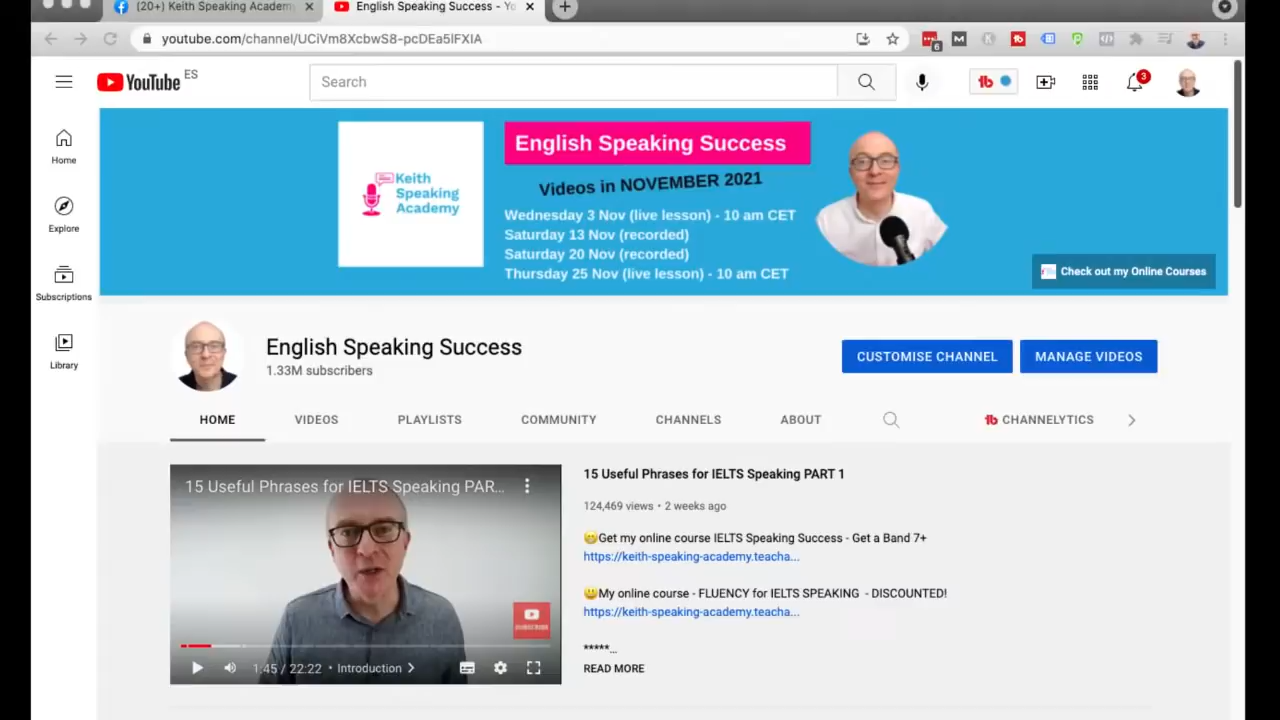 (20+) Keith Speaking Academy
English Speaking Success - Yo
youtube.com/channel/UCiVm8XcbwS8-pcDEa5lFXIA
6
YouTube ES
Search
3
Home
Explore
Subscriptions
Library
Keith
Speaking
Academy
English Speaking Success
Videos in NOVEMBER 2021
Wednesday 3 Nov (live lesson) - 10 am CET
Saturday 13 Nov (recorded)
Saturday 20 Nov (recorded)
Thursday 25 Nov (live lesson) - 10 am CET
Check out my Online Courses
English Speaking Success
1.33M subscribers
CUSTOMISE CHANNEL
MANAGE VIDEOS
HOME VIDEOS PLAYLISTS COMMUNITY CHANNELS ABOUT CHANNELYTICS
15 Useful Phrases for IELTS Speaking PAR...
SUBSCRIBE
1:45 / 22:22 • Introduction
15 Useful Phrases for IELTS Speaking PART 1
124,469 views • 2 weeks ago
Get my online course IELTS Speaking Success - Get a Band 7+
https://keith-speaking-academy.teacha...
My online course - FLUENCY for IELTS SPEAKING - DISCOUNTED!
https://keith-speaking-academy.teacha...
*****...
READ MORE